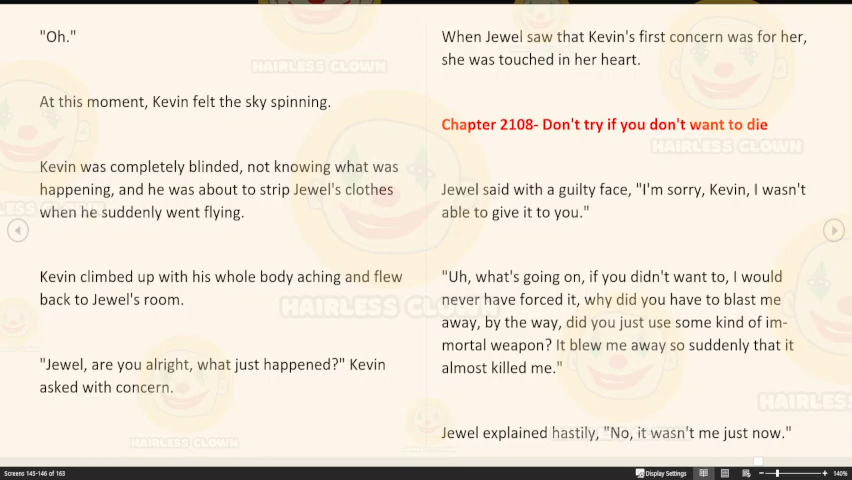 "Oh."
At this moment, Kevin felt the sky spinning.
Kevin was completely blinded, not knowing what was
happening, and he was about to strip Jewel's clothes
when he suddenly went flying.
Kevin climbed up with his whole body aching and flew
back to Jewel's room.
"Jewel, are you alright, what just happened?" Kevin
asked with concern.
When Jewel saw that Kevin's first concern was for her,
she was touched in her heart.
Chapter 2108- Don't try if you don't want to die
Jewel said with a guilty face, "I'm sorry, Kevin, I wasn't
able to give it to you."
"Uh, what's going on, if you didn't want to, I would
never have forced it, why did you have to blast me
away, by the way, did you just use some kind of im-
mortal weapon? It blew me away so suddenly that it
almost killed me."
Jewel explained hastily, "No, it wasn't me just now."
HAIRLESS CLOWN
HAIRLESS CLOWN
HAIRLESS CLOWN
HAIRLESS CLOWN
Screens 145-146 of 163
Display Settings
140%